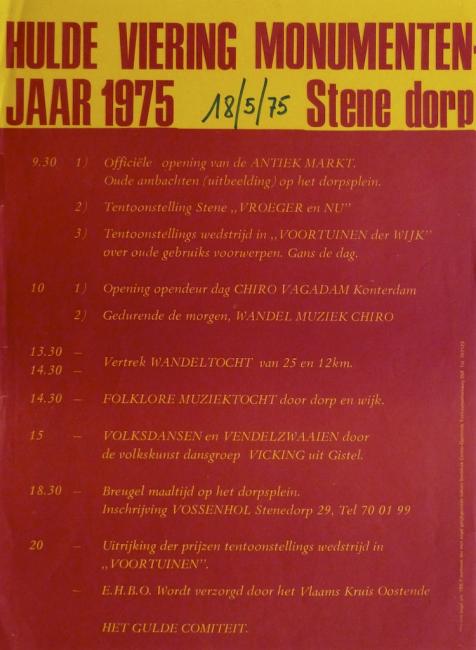 HULDE VIERING MONUMENTEN-
JAAR 1975 18/5/75 Stene dorp
9.30 1) Officiële opening van de ANTIEK MARKT.
Oude ambachten (uitbeelding) op het dorpsplein.
2) Tentoonstelling Stene ,,VROEGER en NU"
3) Tentoonstellings wedstrijd in ,,VOORTUINEN der WIJK"
over oude gebruiks voorwerpen. Gans de dag.
10 1) Opening opendeur dag CHIRO VAGADAM Konterdam
2) Gedurende de morgen, WANDEL MUZIEK CHIRO
13.30 –
14.30 – Vertrek WANDELTOCHT van 25 en 12km.
14.30 – FOLKLORE MUZIEKTOCHT door dorp en wijk.
15 – VOLKSDANSEN en VENDELZWAAIEN door
de volkskunst dansgroep VICKING uit Gistel.
18.30 – Breugel maaltijd op het dorpsplein.
Inschrijving VOSSENHOL Stenedorp 29, Tel 70 01 99
20 – Uitrijking der prijzen tentoonstellings wedstrijd in
,,VOORTUINEN".
– E.H.B.O. Wordt verzorgd door het Vlaams Kruis Oostende
HET GULDE COMITEIT.